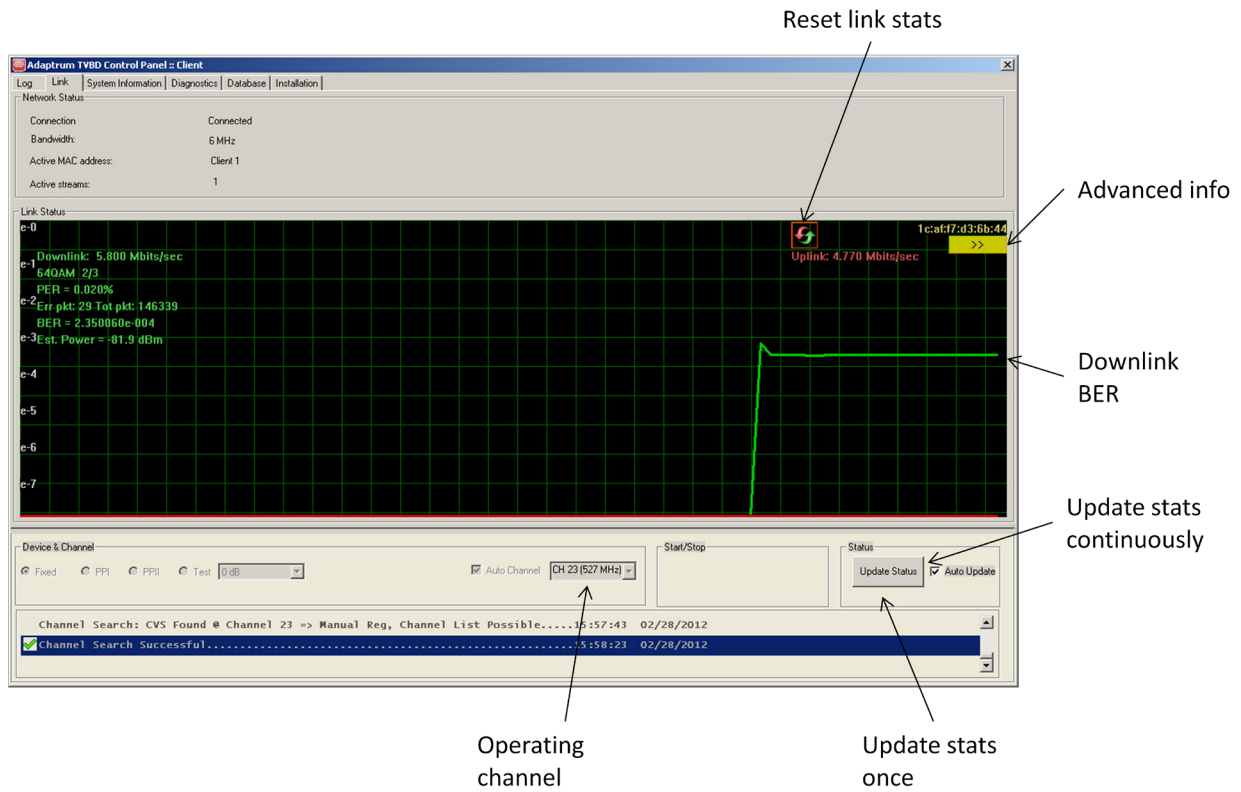 Reset link stats
Adaptrum TVBD Control Panel :: Client
Log Link System Information Diagnostics Database Installation
Network Status
Connection Connected
Bandwidth: 6 MHz
Active MAC address: Client 1
Active streams: 1
Advanced info
Link Status
e-0 1c:af:f7:d3:6b:44
>>
Downlink: 5.800 Mbits/sec Uplink: 4.770 Mbits/sec
e-1
64QAM 2/3
PER = 0.020%
e-2
Err pkt: 29 Tot pkt: 146339
BER = 2.350060e-004
e-3
Est. Power = -81.9 dBm
Downlink
BER
e-4
e-5
e-6
e-7
Update stats
continuously
Device & Channel Start/Stop Status
Fixed PPI PPII Test 0 dB Auto Channel CH 23 (527 MHz) Update Status Auto Update
Channel Search: CVS Found @ Channel 23 => Manual Reg, Channel List Possible.....15:57:43 02/28/2012
Channel Search Successful.......................................................15:58:23 02/28/2012
Operating
channel
Update stats
once